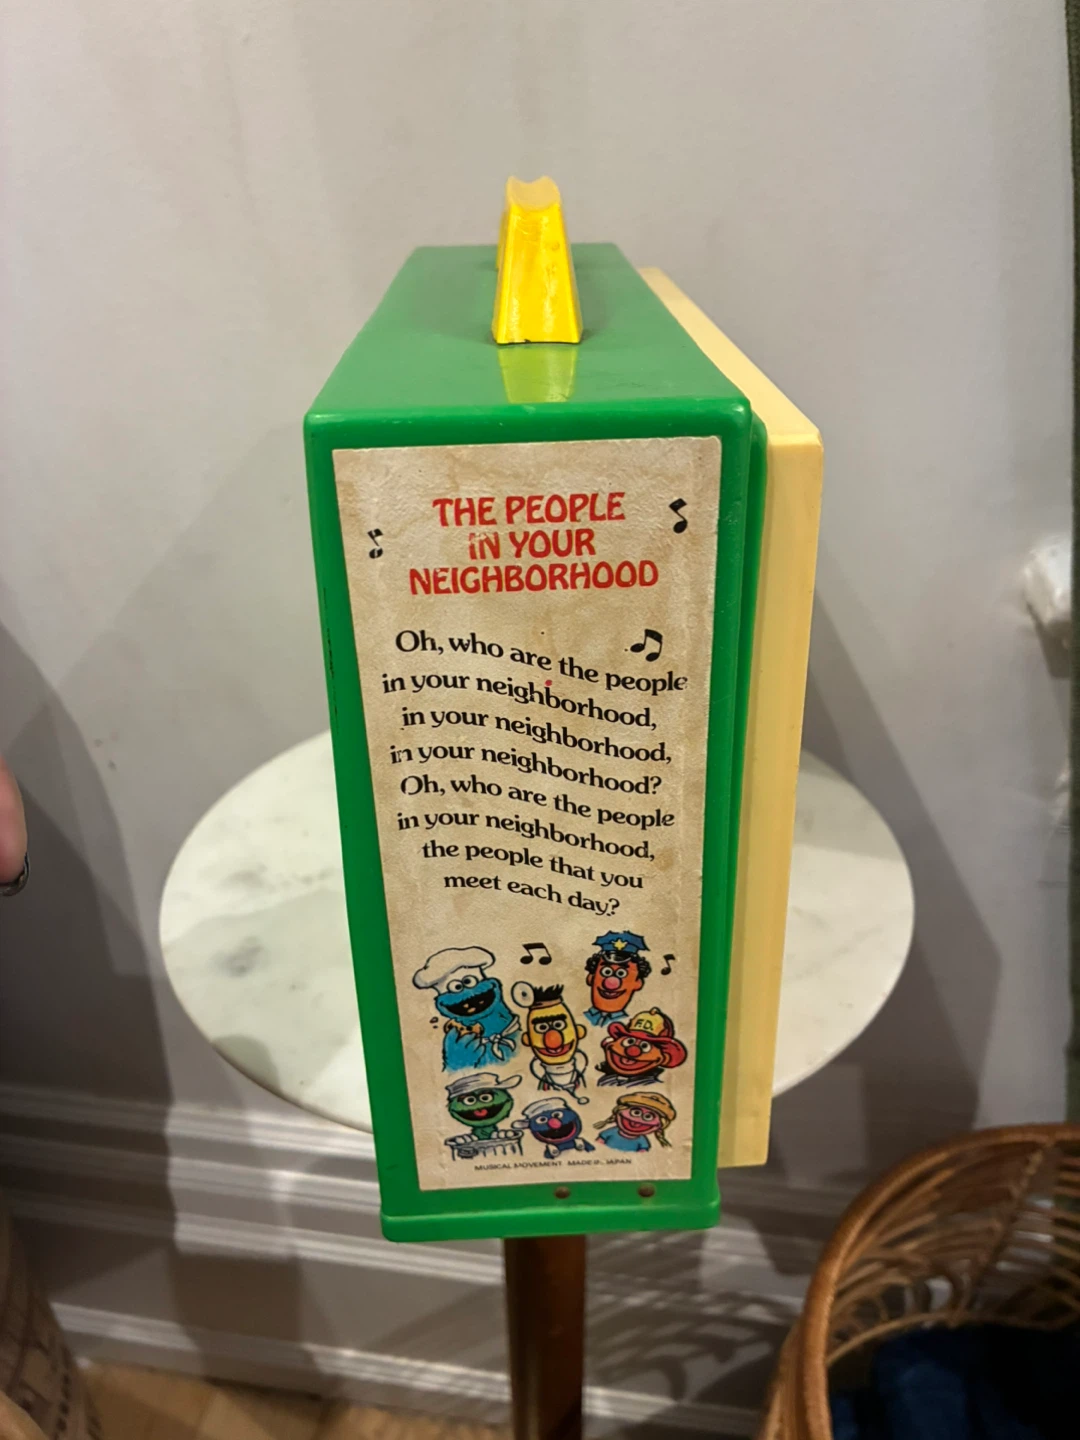 THE PEOPLE
IN YOUR
NEIGHBORHOOD
Oh, who are the people
in your neighborhood,
in your neighborhood,
in your neighborhood?
Oh, who are the people
in your neighborhood,
the people that you
meet each day?
F.D.
MUSICAL MOVEMENT MADE IN JAPAN